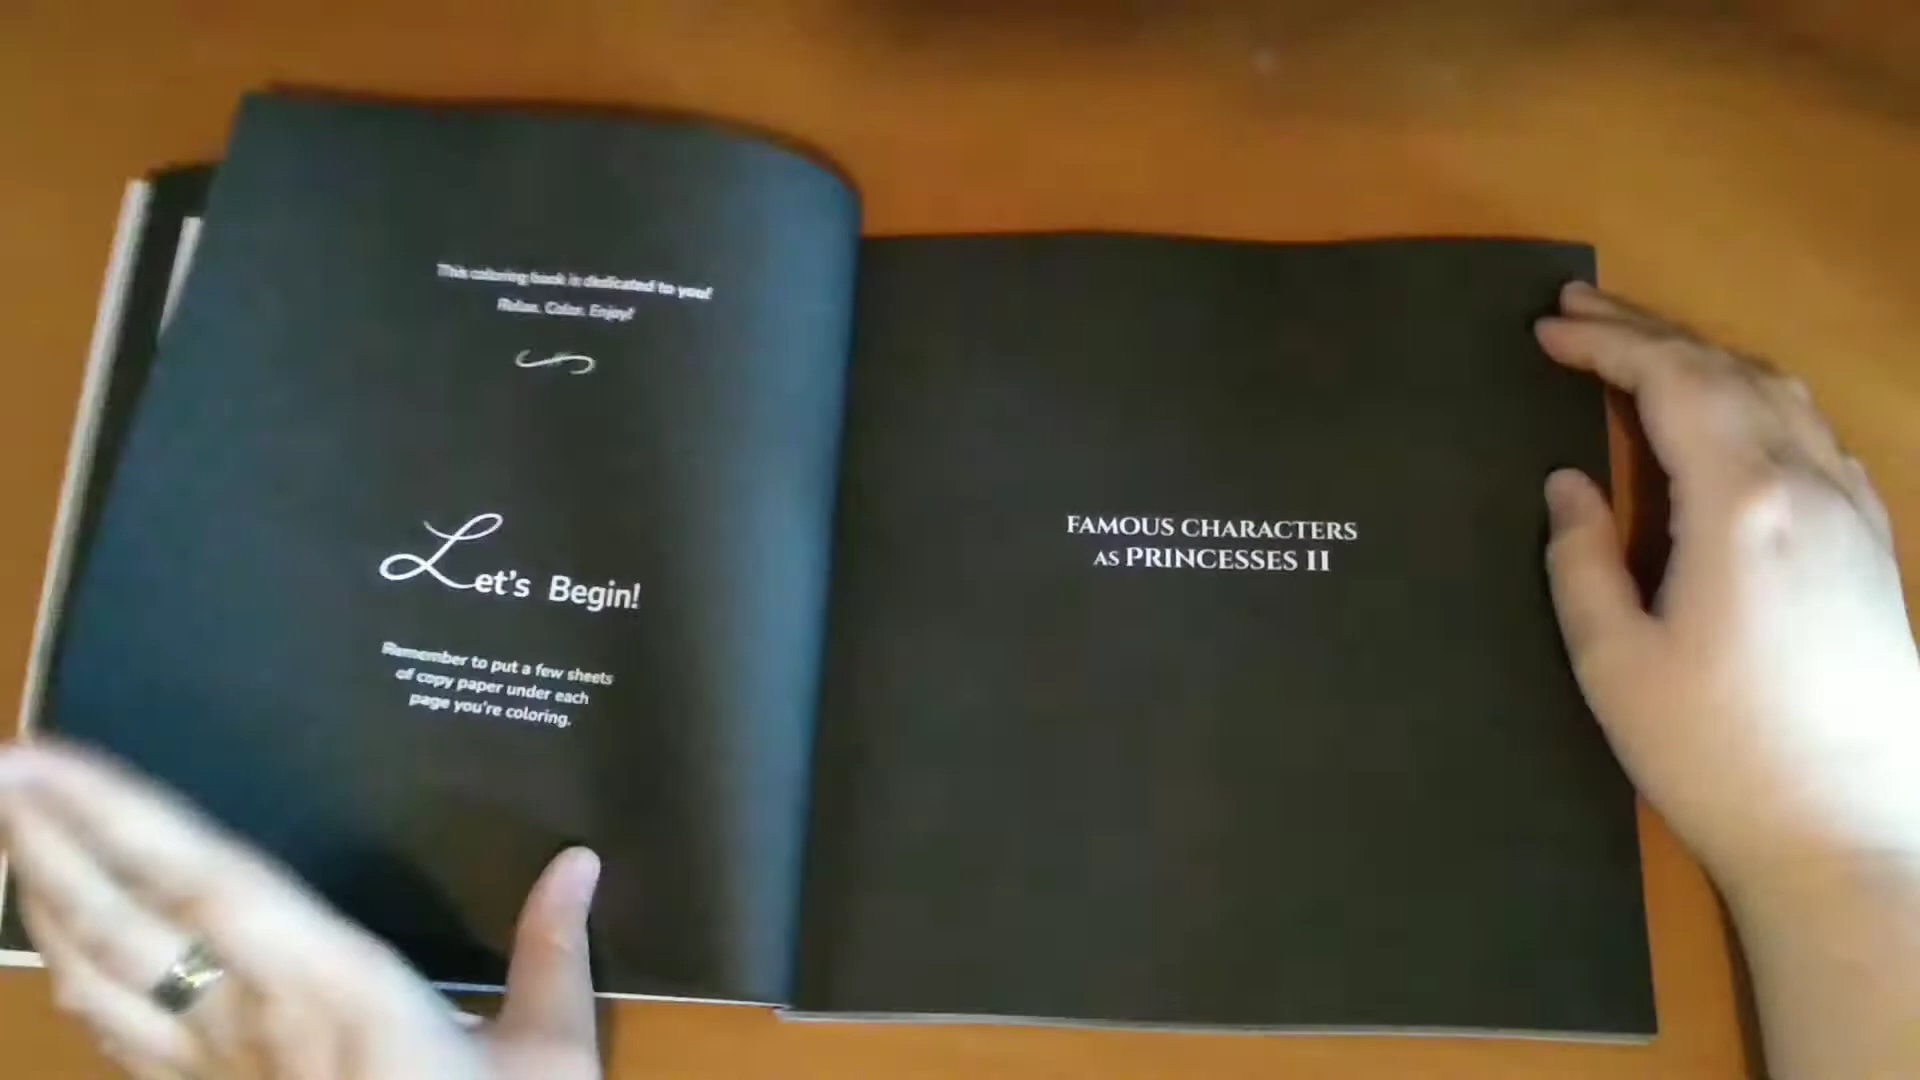 This coloring book is dedicated to you!
Relax. Color. Enjoy!
Let's Begin!
Remember to put a few sheets
of copy paper under each
page you're coloring.
FAMOUS CHARACTERS
AS PRINCESSES II